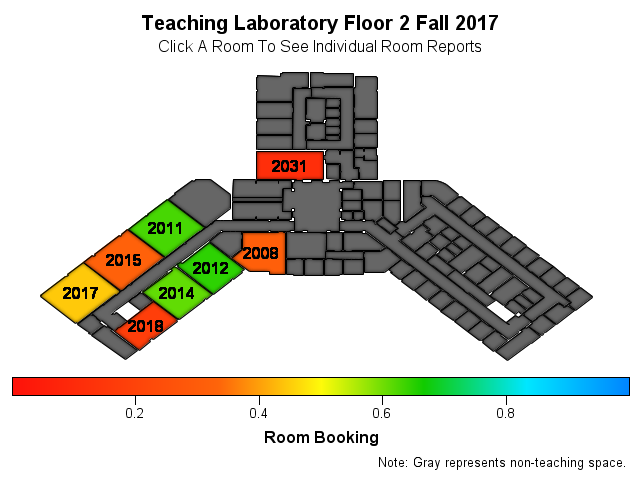 Teaching Laboratory Floor 2 Fall 2017
Click A Room To See Individual Room Reports
2031
2011
2008
2015
2012
2017
2014
2018
0.2 0.4 0.6 0.8
Room Booking
Note: Gray represents non-teaching space.